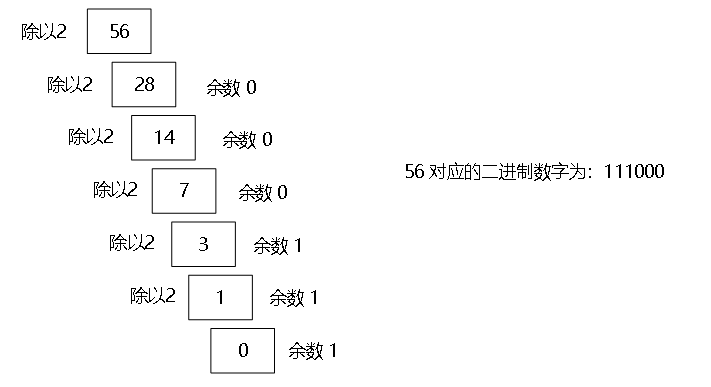 除以2 56
除以2 28 余数 0
除以2 14 余数 0
56 对应的二进制数字为：111000
除以2 7 余数 0
除以2 3 余数 1
除以2 1 余数 1
0 余数 1